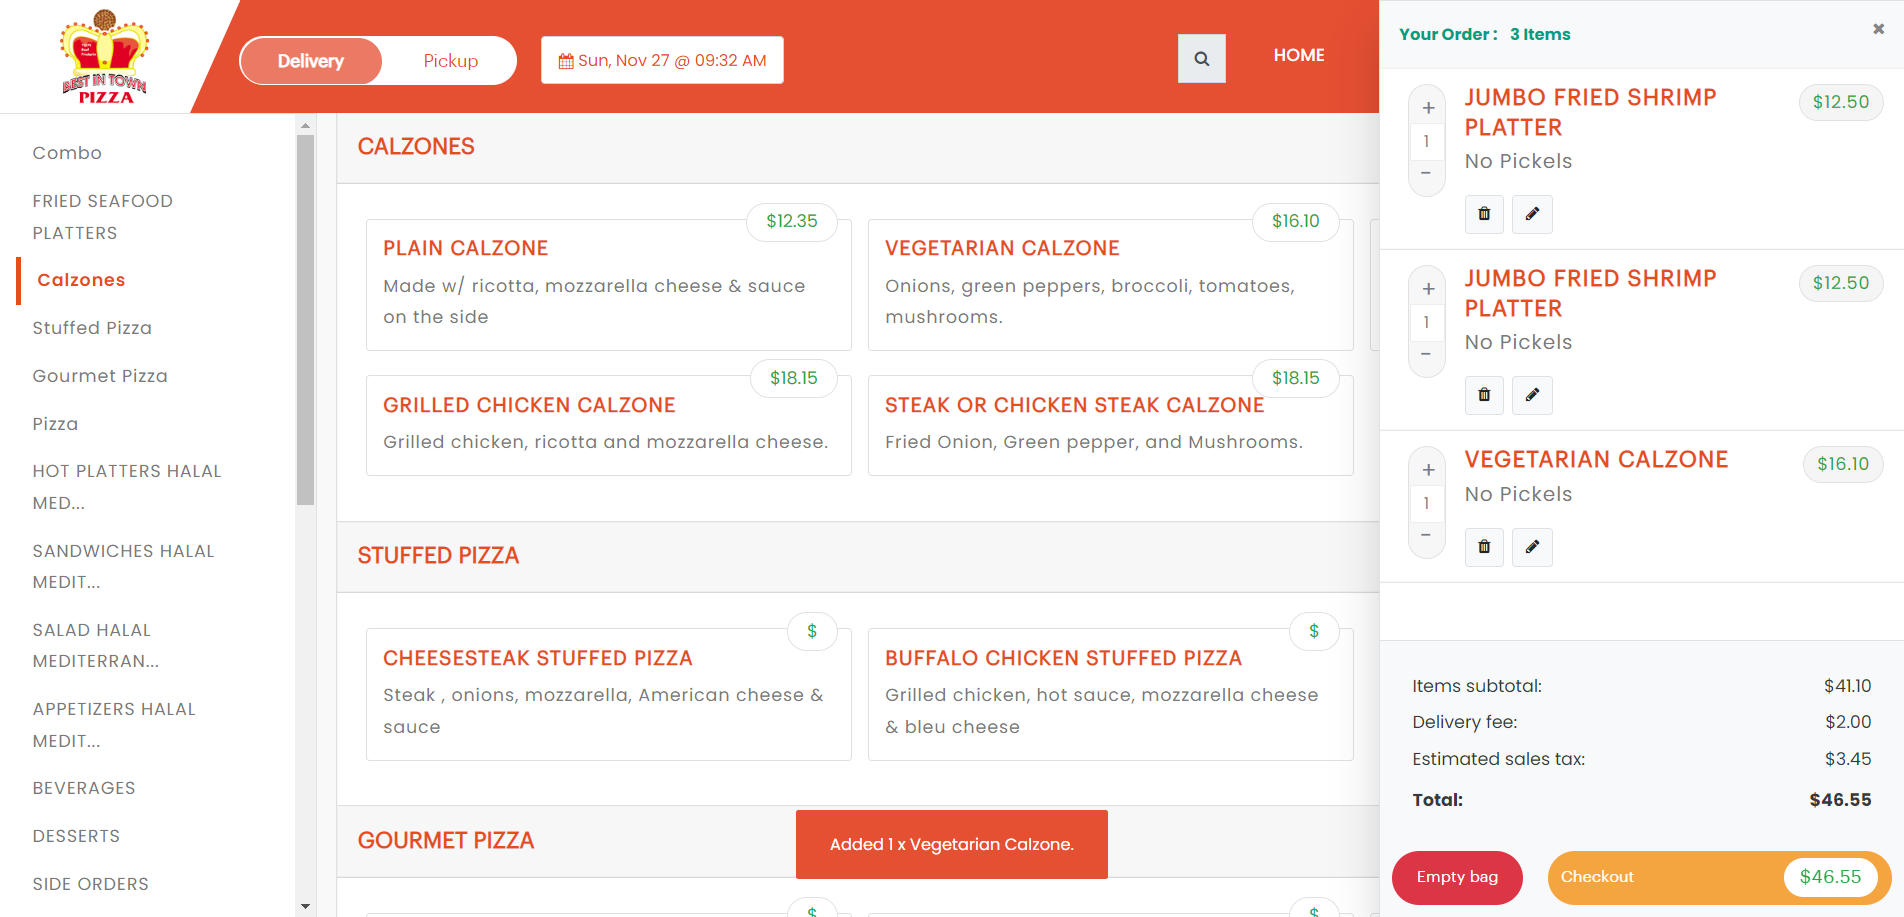 BEST IN TOWN
PIZZA
Delivery
Pickup
Sun, Nov 27 @ 09:32 AM
HOME
Combo
FRIED SEAFOOD
PLATTERS
Calzones
Stuffed Pizza
Gourmet Pizza
Pizza
HOT PLATTERS HALAL
MED...
SANDWICHES HALAL
MEDIT...
SALAD HALAL
MEDITERRAN...
APPETIZERS HALAL
MEDIT...
BEVERAGES
DESSERTS
SIDE ORDERS
CALZONES
$12.35
PLAIN CALZONE
Made w/ ricotta, mozzarella cheese & sauce
on the side
$16.10
VEGETARIAN CALZONE
Onions, green peppers, broccoli, tomatoes,
mushrooms.
$18.15
GRILLED CHICKEN CALZONE
Grilled chicken, ricotta and mozzarella cheese.
$18.15
STEAK OR CHICKEN STEAK CALZONE
Fried Onion, Green pepper, and Mushrooms.
STUFFED PIZZA
$
CHEESESTEAK STUFFED PIZZA
Steak , onions, mozzarella, American cheese &
sauce
$
BUFFALO CHICKEN STUFFED PIZZA
Grilled chicken, hot sauce, mozzarella cheese
& bleu cheese
GOURMET PIZZA
Added 1 x Vegetarian Calzone.
$
$
Your Order : 3 Items
×
+
1
−
JUMBO FRIED SHRIMP
PLATTER
No Pickels
$12.50
+
1
−
JUMBO FRIED SHRIMP
PLATTER
No Pickels
$12.50
+
1
−
VEGETARIAN CALZONE
No Pickels
$16.10
Items subtotal: $41.10
Delivery fee: $2.00
Estimated sales tax: $3.45
Total: $46.55
Empty bag
Checkout $46.55